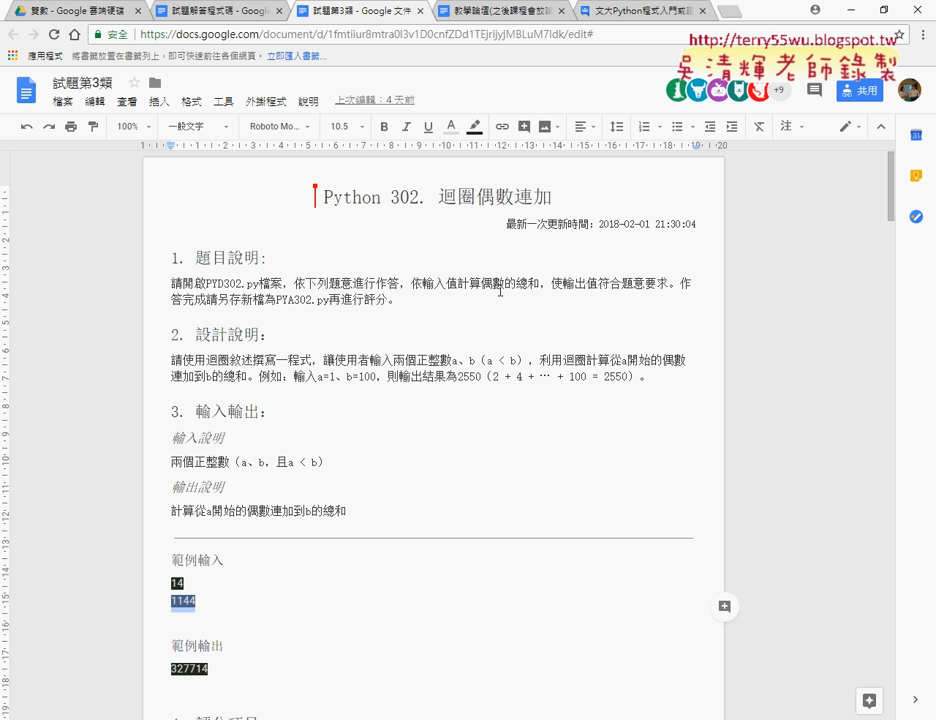 雙數 - Google 雲端硬碟
試題解答程式碼 - Googl
試題第3類 - Google 文件
教學論壇(之後課程會放
文大Python程式入門或
安全
https://docs.google.com/document/d/1fmtiiur8mtra0l3v1D0cnfZDd1TEjrijyjMBLuM7Idk/edit#
http://terry55wu.blogspot.tw
吳清輝老師錄製
應用程式
將書籤放置在書籤列上，即可快速前往各個網頁。
立即匯入書籤...
試題第3類
檔案 編輯 查看 插入 格式 工具 外掛程式 說明 上次編輯：4 天前
+9
共用
100%
一般文字
Roboto Mo...
10.5
B I U A
注
Python 302. 迴圈偶數連加
最新一次更新時間：2018-02-01 21:30:04
1. 題目說明:
請開啟PYD302.py檔案，依下列題意進行作答，依輸入值計算偶數的總和，使輸出值符合題意要求。作
答完成請另存新檔為PYA302.py再進行評分。
2. 設計說明：
請使用迴圈敘述撰寫一程式，讓使用者輸入兩個正整數a、b（a < b），利用迴圈計算從a開始的偶數
連加到b的總和。例如：輸入a=1、b=100，則輸出結果為2550（2 + 4 + … + 100 = 2550）。
3. 輸入輸出：
輸入說明
兩個正整數（a、b，且a < b）
輸出說明
計算從a開始的偶數連加到b的總和
範例輸入
14
1144
範例輸出
327714